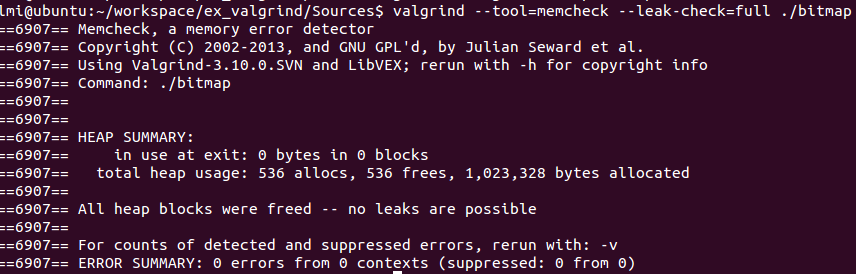 lmi@ubuntu:~/workspace/ex_valgrind/Sources$ valgrind --tool=memcheck --leak-check=full ./bitmap
==6907== Memcheck, a memory error detector
==6907== Copyright (C) 2002-2013, and GNU GPL'd, by Julian Seward et al.
==6907== Using Valgrind-3.10.0.SVN and LibVEX; rerun with -h for copyright info
==6907== Command: ./bitmap
==6907==
==6907==
==6907== HEAP SUMMARY:
==6907==     in use at exit: 0 bytes in 0 blocks
==6907==   total heap usage: 536 allocs, 536 frees, 1,023,328 bytes allocated
==6907==
==6907== All heap blocks were freed -- no leaks are possible
==6907==
==6907== For counts of detected and suppressed errors, rerun with: -v
==6907== ERROR SUMMARY: 0 errors from 0 contexts (suppressed: 0 from 0)